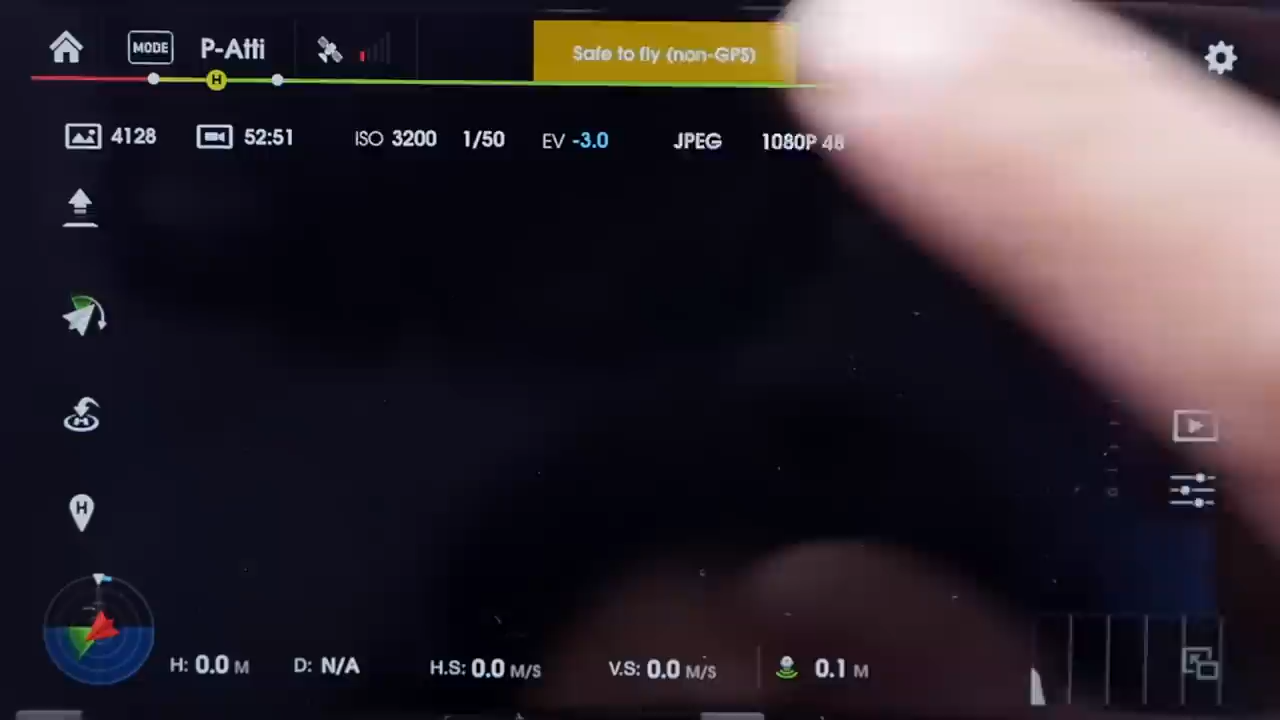 MODE P-Atti Safe to fly (non-GPS)
H
4128 52:51 ISO 3200 1/50 EV -3.0 JPEG 1080P 48
H
H: 0.0 M D: N/A H.S: 0.0 M/S V.S: 0.0 M/S 0.1 M